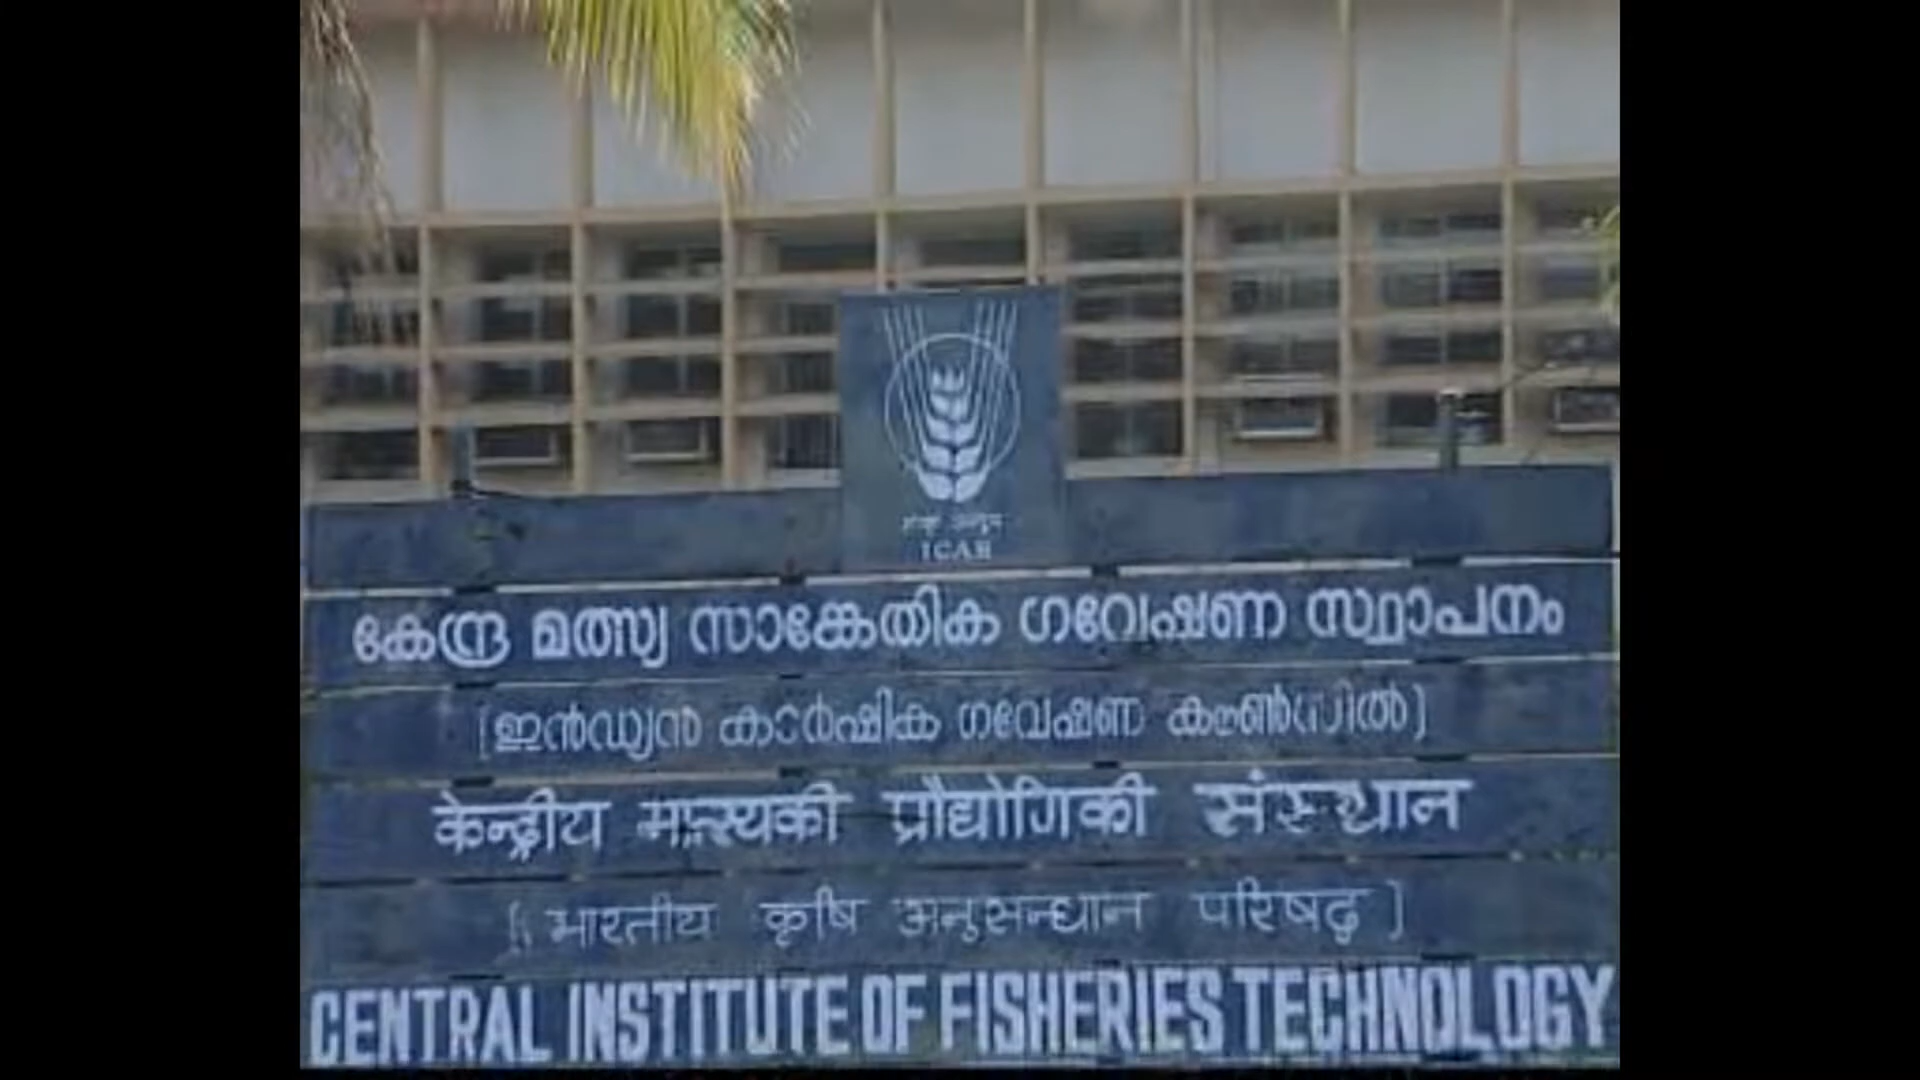 ICAR
കേന്ദ്ര മത്സ്യ സാങ്കേതിക ഗവേഷണ സ്ഥാപനം
(ഇൻഡ്യൻ കാർഷിക ഗവേഷണ കൗൺസിൽ)
केन्द्रीय मात्स्यकी प्रौद्योगिकी संस्थान
(भारतीय कृषि अनुसन्धान परिषद)
CENTRAL INSTITUTE OF FISHERIES TECHNOLOGY